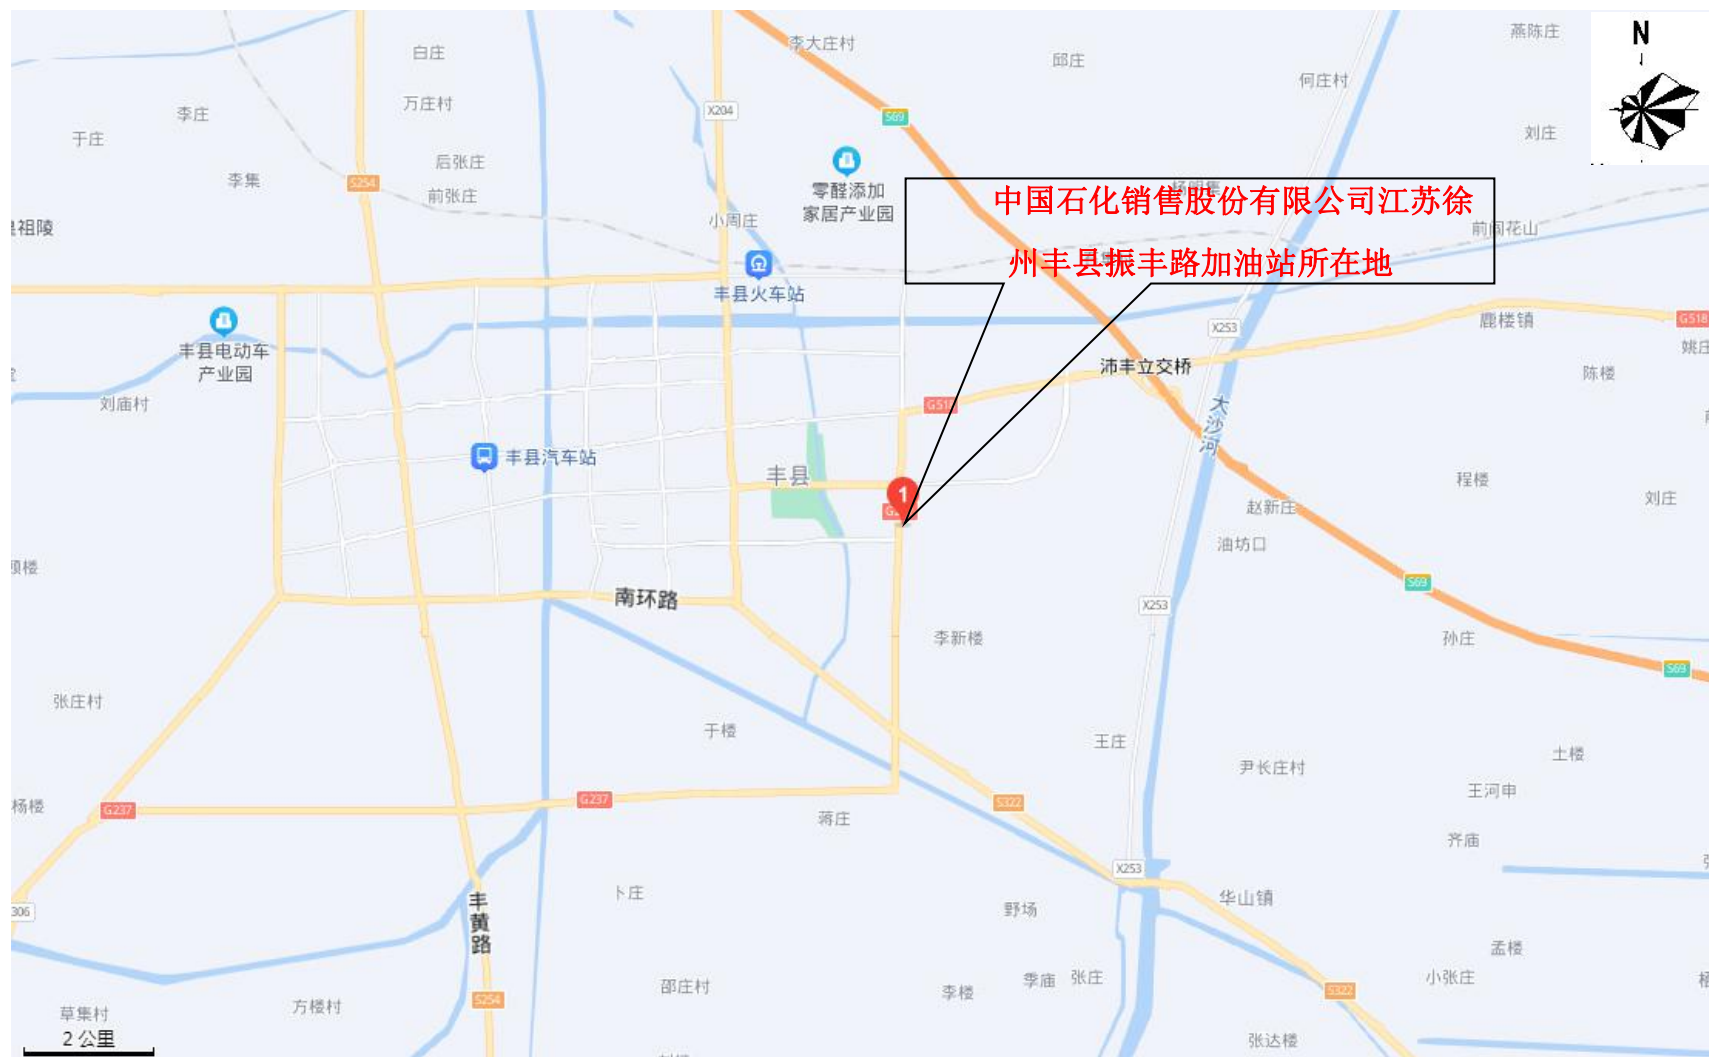 燕陈庄
N
李大庄村
白庄
邱庄
何庄村
万庄村
X204
李庄
S69
刘庄
于庄
后张庄
李集
S254
前张庄
零醛添加
家居产业园
中国石化销售股份有限公司江苏徐
州丰县振丰路加油站所在地
小周庄
前阎花山
祖陵
丰县火车站
鹿楼镇
G518
X253
丰县电动车
产业园
沛丰立交桥
陈楼
刘庙村
G518
大沙河
丰县汽车站
丰县
程楼
刘庄
1
赵新庄
油坊口
S69
南环路
X253
李新楼
孙庄
S69
张庄村
于楼
王庄
土楼
尹长庄村
王河申
杨楼
G237
G237
S322
蒋庄
齐庙
X253
卜庄
华山镇
306
野场
丰黄路
孟楼
邵庄村
李楼
季庙
张庄
小张庄
S254
S322
方楼村
草集村
2 公里
张达楼